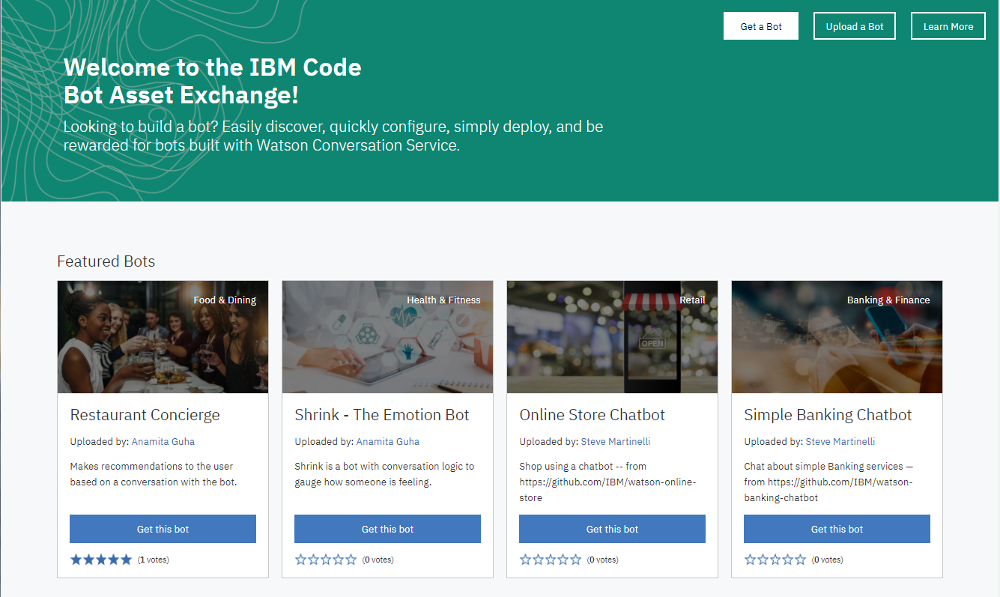 Get a Bot
Upload a Bot
Learn More
Welcome to the IBM Code
Bot Asset Exchange!
Looking to build a bot? Easily discover, quickly configure, simply deploy, and be
rewarded for bots built with Watson Conversation Service.
Featured Bots
Food & Dining
Restaurant Concierge
Uploaded by: Anamita Guha
Makes recommendations to the user
based on a conversation with the bot.
Get this bot
(1 votes)
Health & Fitness
Shrink - The Emotion Bot
Uploaded by: Anamita Guha
Shrink is a bot with conversation logic to
gauge how someone is feeling.
Get this bot
(0 votes)
Retail
OPEN
Online Store Chatbot
Uploaded by: Steve Martinelli
Shop using a chatbot -- from
https://github.com/IBM/watson-online-
store
Get this bot
(0 votes)
Banking & Finance
Simple Banking Chatbot
Uploaded by: Steve Martinelli
Chat about simple Banking services —
from https://github.com/IBM/watson-
banking-chatbot
Get this bot
(0 votes)